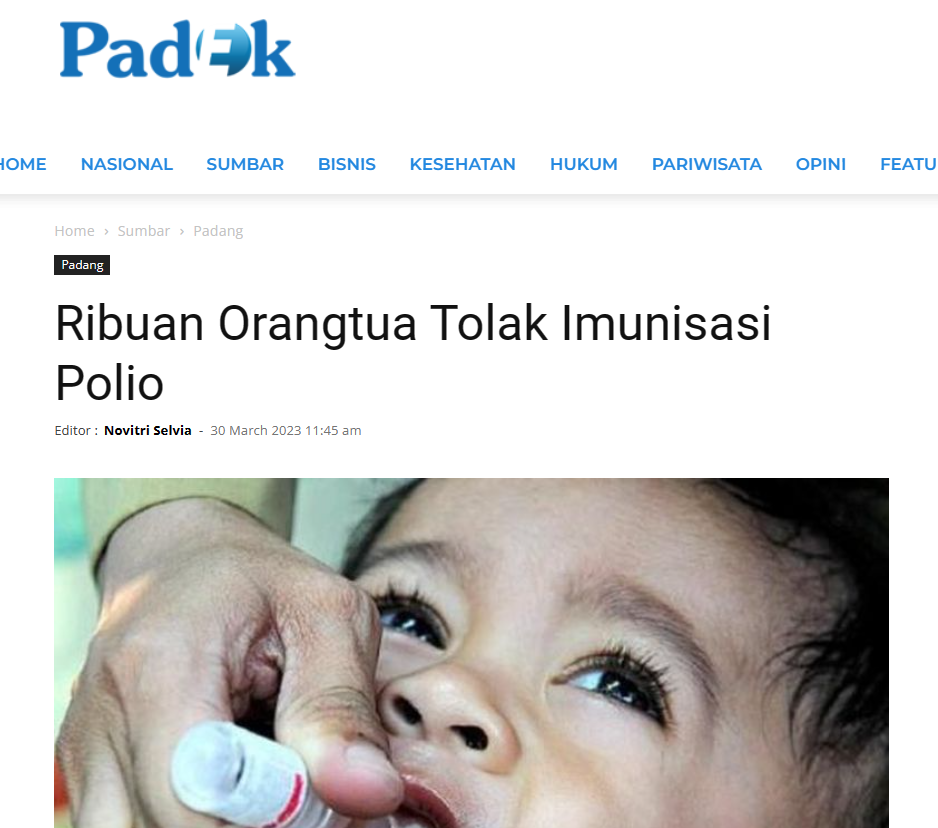 Padek
HOME NASIONAL SUMBAR BISNIS KESEHATAN HUKUM PARIWISATA OPINI FEATU
Home › Sumbar › Padang
Padang
Ribuan Orangtua Tolak Imunisasi
Polio
Editor : Novitri Selvia - 30 March 2023 11:45 am